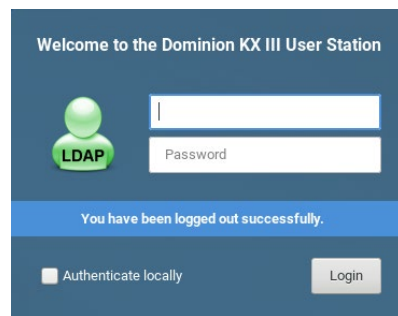 Welcome to the Dominion KX III User Station
LDAP
Password
You have been logged out successfully.
Authenticate locally
Login